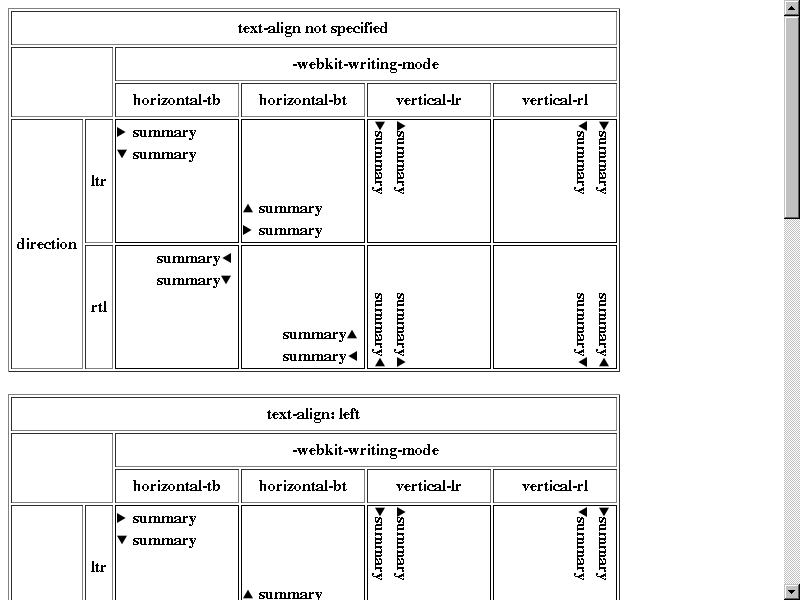 text-align not specified
-webkit-writing-mode
horizontal-tb horizontal-bt vertical-lr vertical-rl
direction
ltr
▶ summary
▼ summary
▲ summary
▶ summary
▼ summary
▶ summary
◀ summary
▼ summary
rtl
summary◀
summary▼
summary▲
summary◀
summary▲
summary▶
summary◀
summary▲
text-align: left
-webkit-writing-mode
horizontal-tb horizontal-bt vertical-lr vertical-rl
ltr
▶ summary
▼ summary
▲ summary
▼ summary
▶ summary
◀ summary
▼ summary